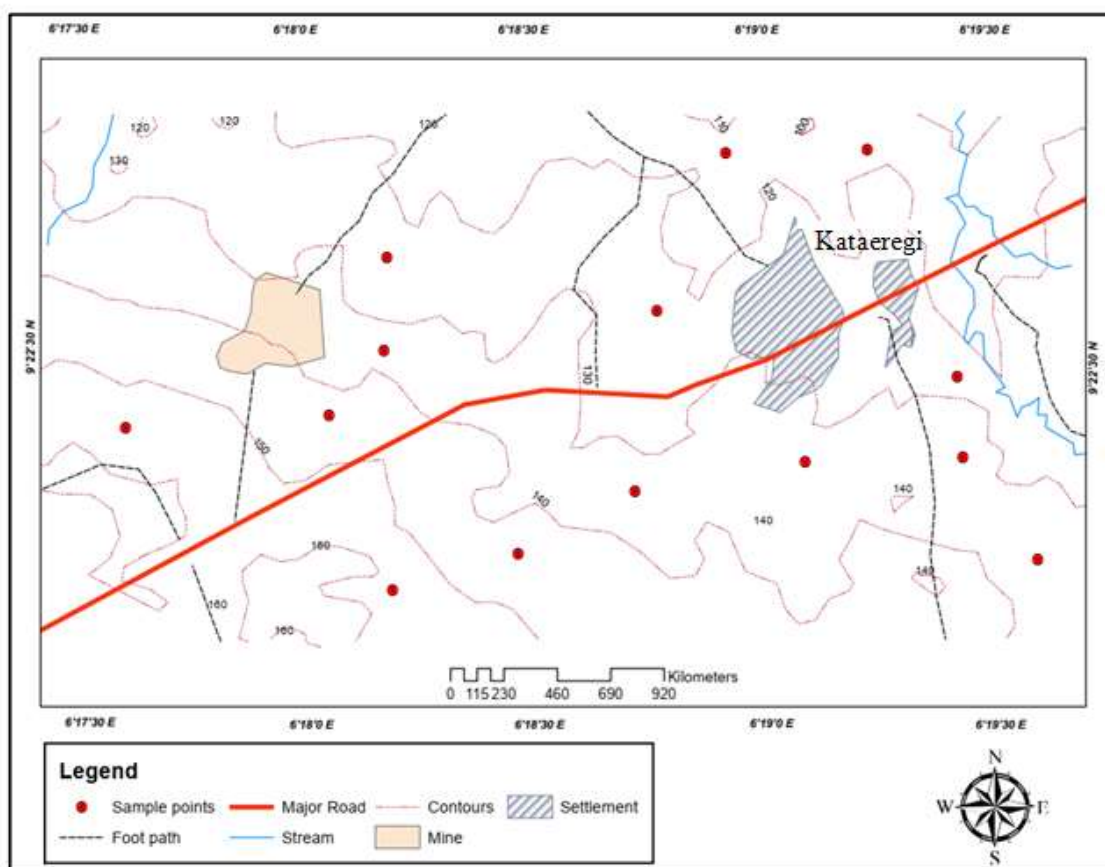 6°17'30 E 6°18'0 E 6°18'30 E 6°19'0 E 6°19'30 E
120 120 120 110 100
130
120
Kataeregi
9°22'30 N 9°22'30 N
130
150
140 140
140
160 140
160
160
Kilometers
0 115 230 460 690 920
6°17'30 E 6°18'0 E 6°18'30 E 6°19'0 E 6°19'30 E
Legend
Sample points Major Road Contours Settlement
Foot path Stream Mine
N
W E
S